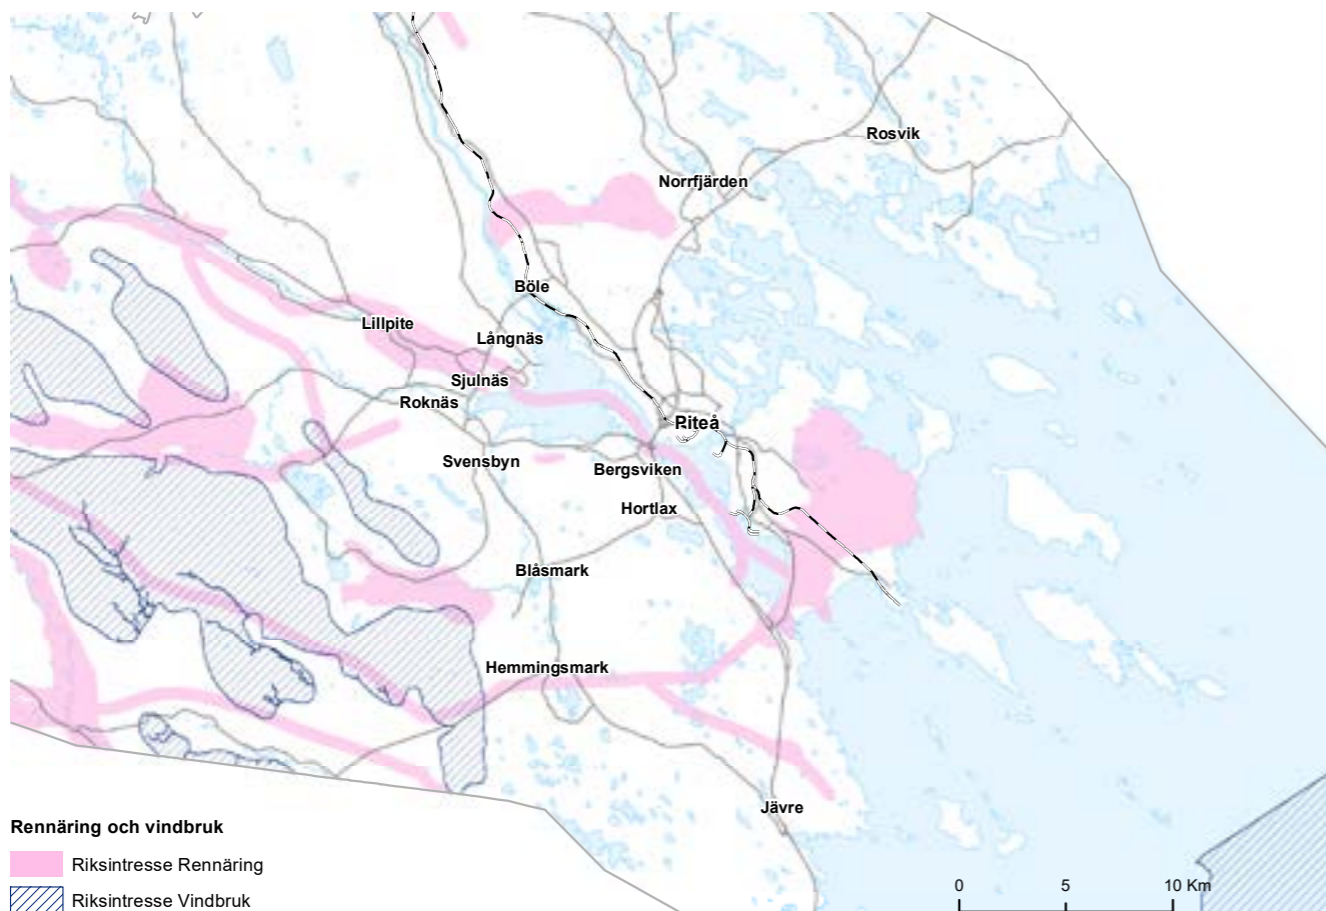 Rosvik
Norrfjärden
Böle
Lillpite
Långnäs
Sjulnäs
Roknäs
Piteå
Svensbyn
Bergsviken
Hortlax
Blåsmark
Hemmingsmark
Jävre
Rennäring och vindbruk
Riksintresse Rennäring
Riksintresse Vindbruk
0 5 10 Km